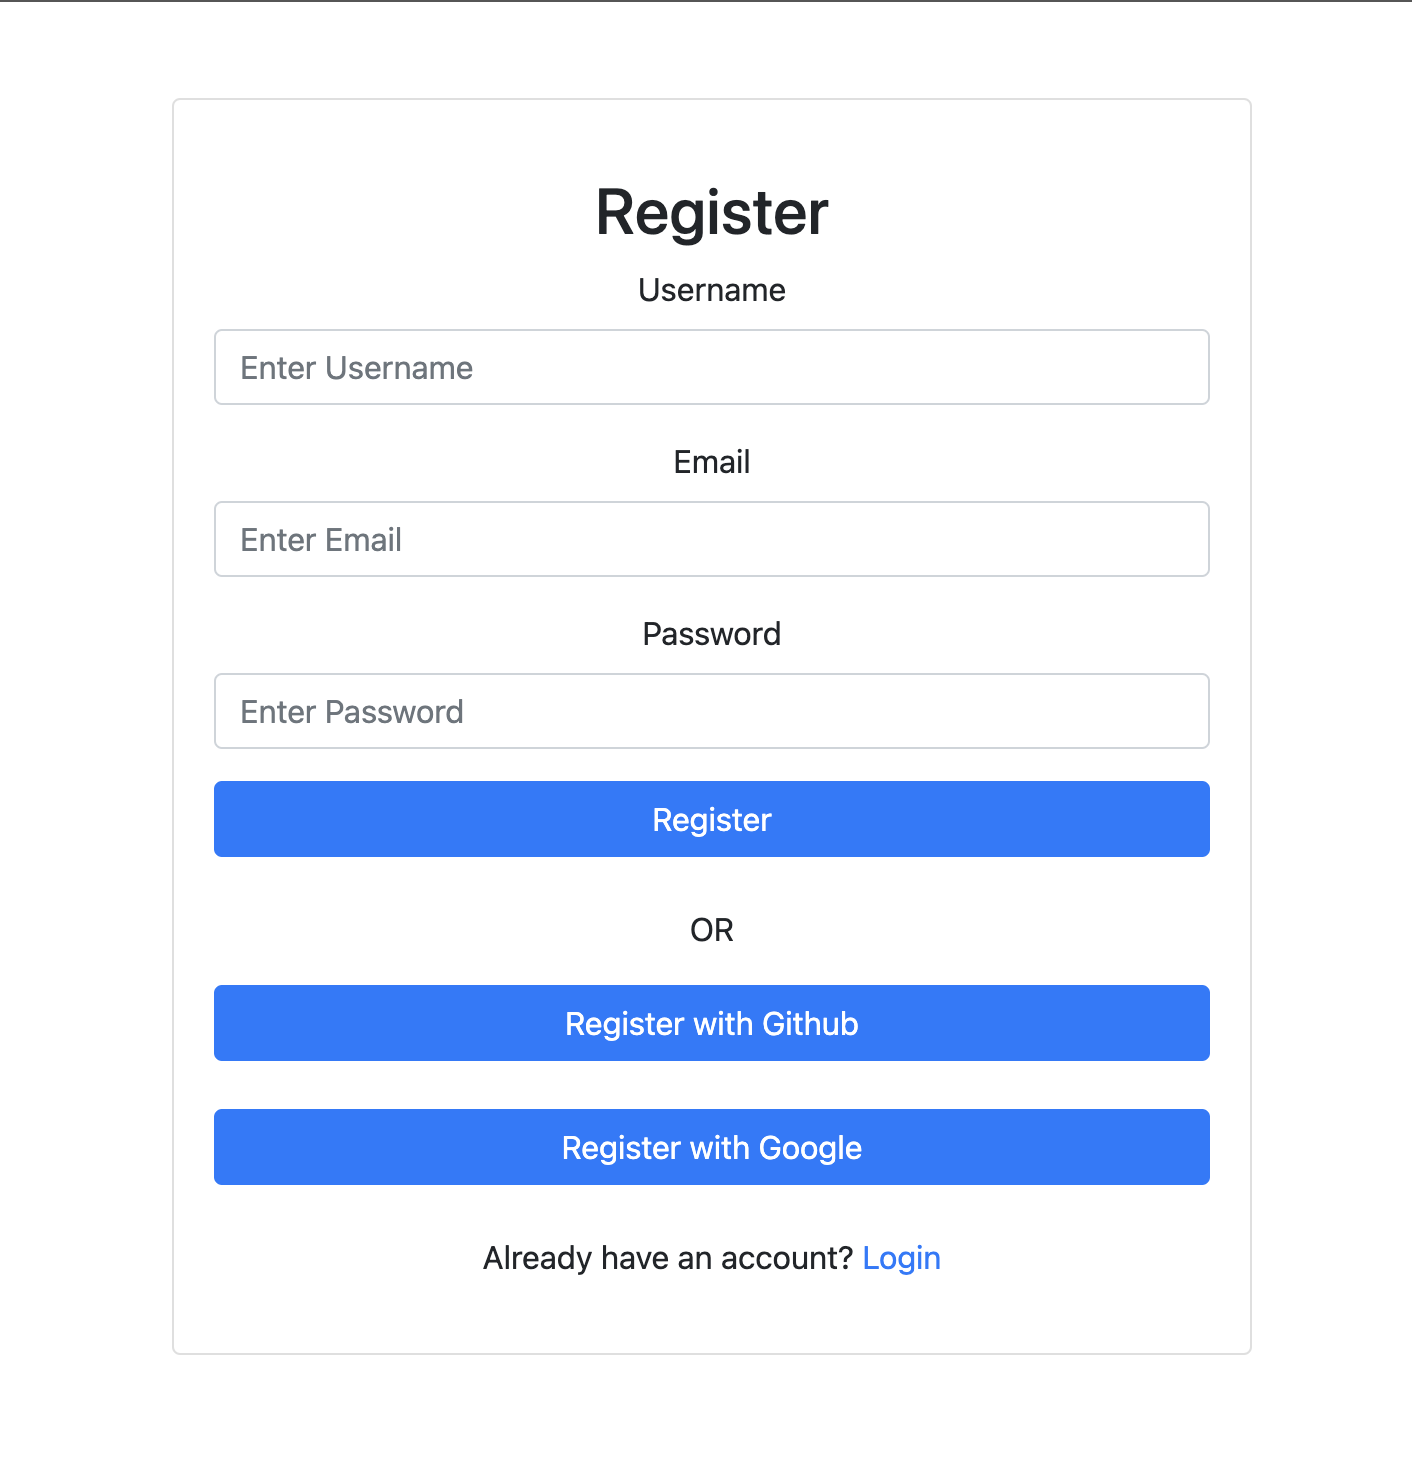 Register
Username
Enter Username
Email
Enter Email
Password
Enter Password
Register
OR
Register with Github
Register with Google
Already have an account? Login